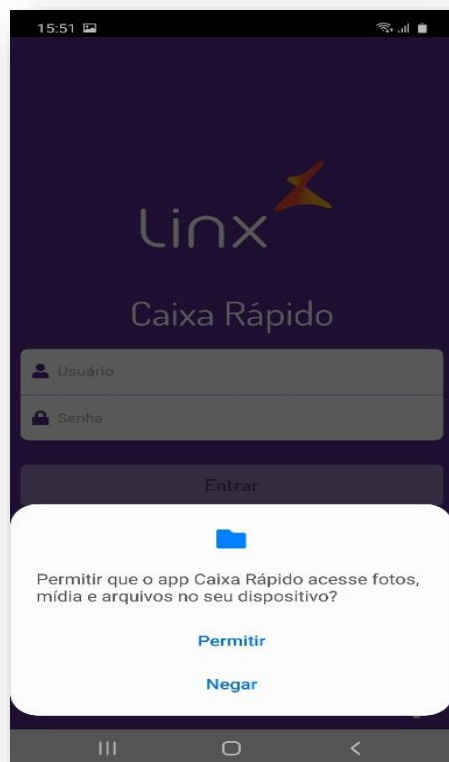 15:51
Linx
Caixa Rápido
Usuário
Senha
Entrar
Permitir que o app Caixa Rápido acesse fotos,
mídia e arquivos no seu dispositivo?
Permitir
Negar